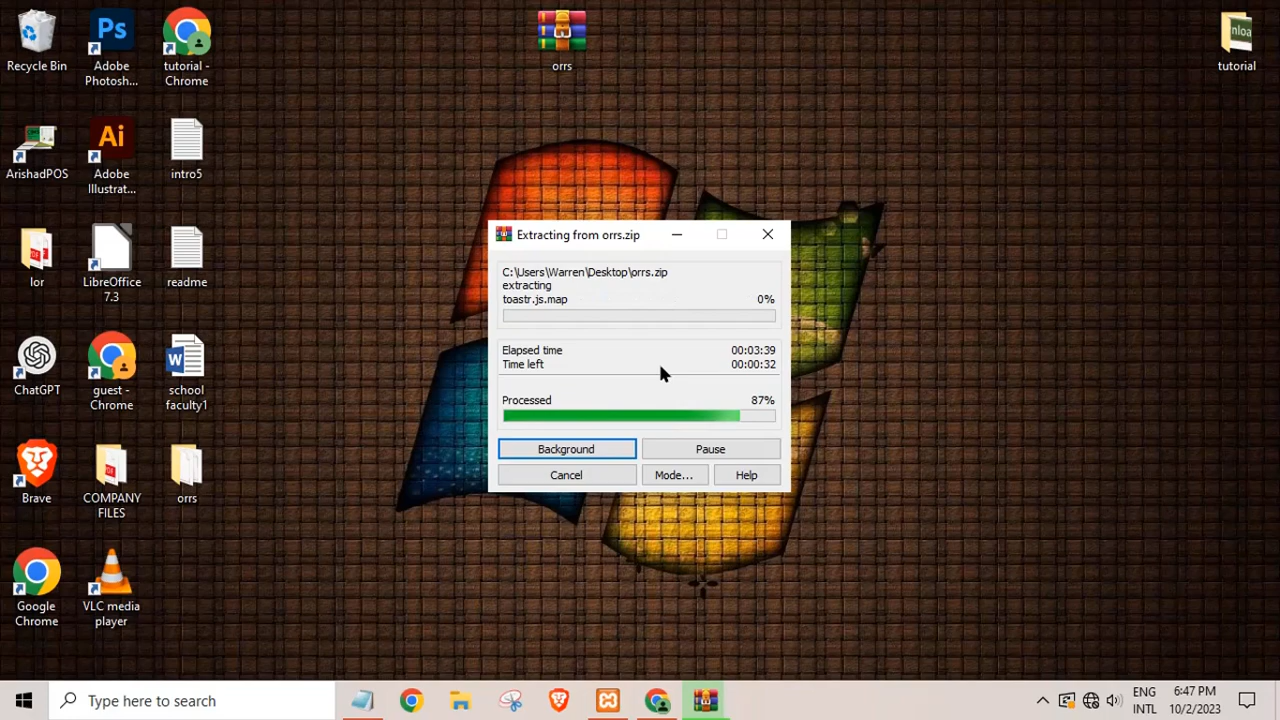 Recycle Bin
Adobe
Photosh...
tutorial -
Chrome
orrs
tutorial
ArishadPOS
Adobe
Illustrat...
intro5
lor
LibreOffice
7.3
readme
ChatGPT
guest -
Chrome
school
faculty1
Brave
COMPANY
FILES
orrs
Google
Chrome
VLC media
player
Ps
Ai
nloa
Extracting from orrs.zip
C:\Users\Warren\Desktop\orrs.zip
extracting
toastr.js.map 0%
Elapsed time 00:03:39
Time left 00:00:32
Processed 87%
Background Pause
Cancel Mode... Help
Type here to search
ENG
INTL
6:47 PM
10/2/2023